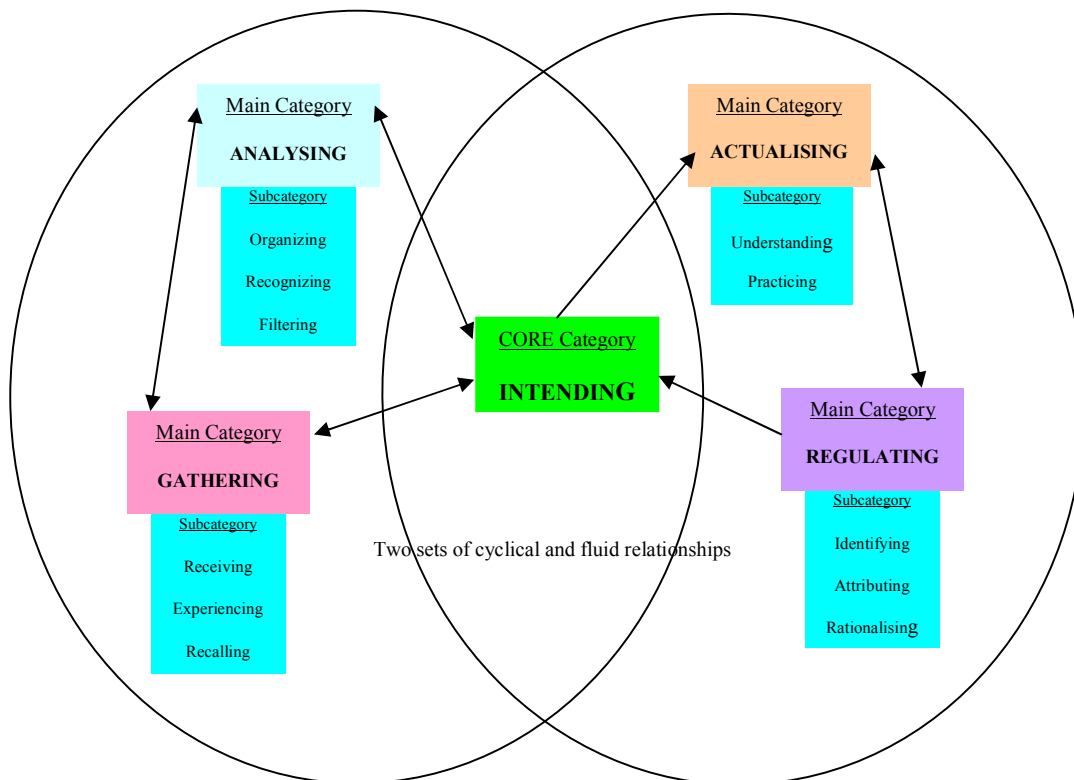 Main Category
ANALYSING
Subcategory
Organizing
Recognizing
Filtering
Main Category
ACTUALISING
Subcategory
Understanding
Practicing
CORE Category
INTENDING
Main Category
GATHERING
Subcategory
Receiving
Experiencing
Recalling
Main Category
REGULATING
Subcategory
Identifying
Attributing
Rationalising
Two sets of cyclical and fluid relationships